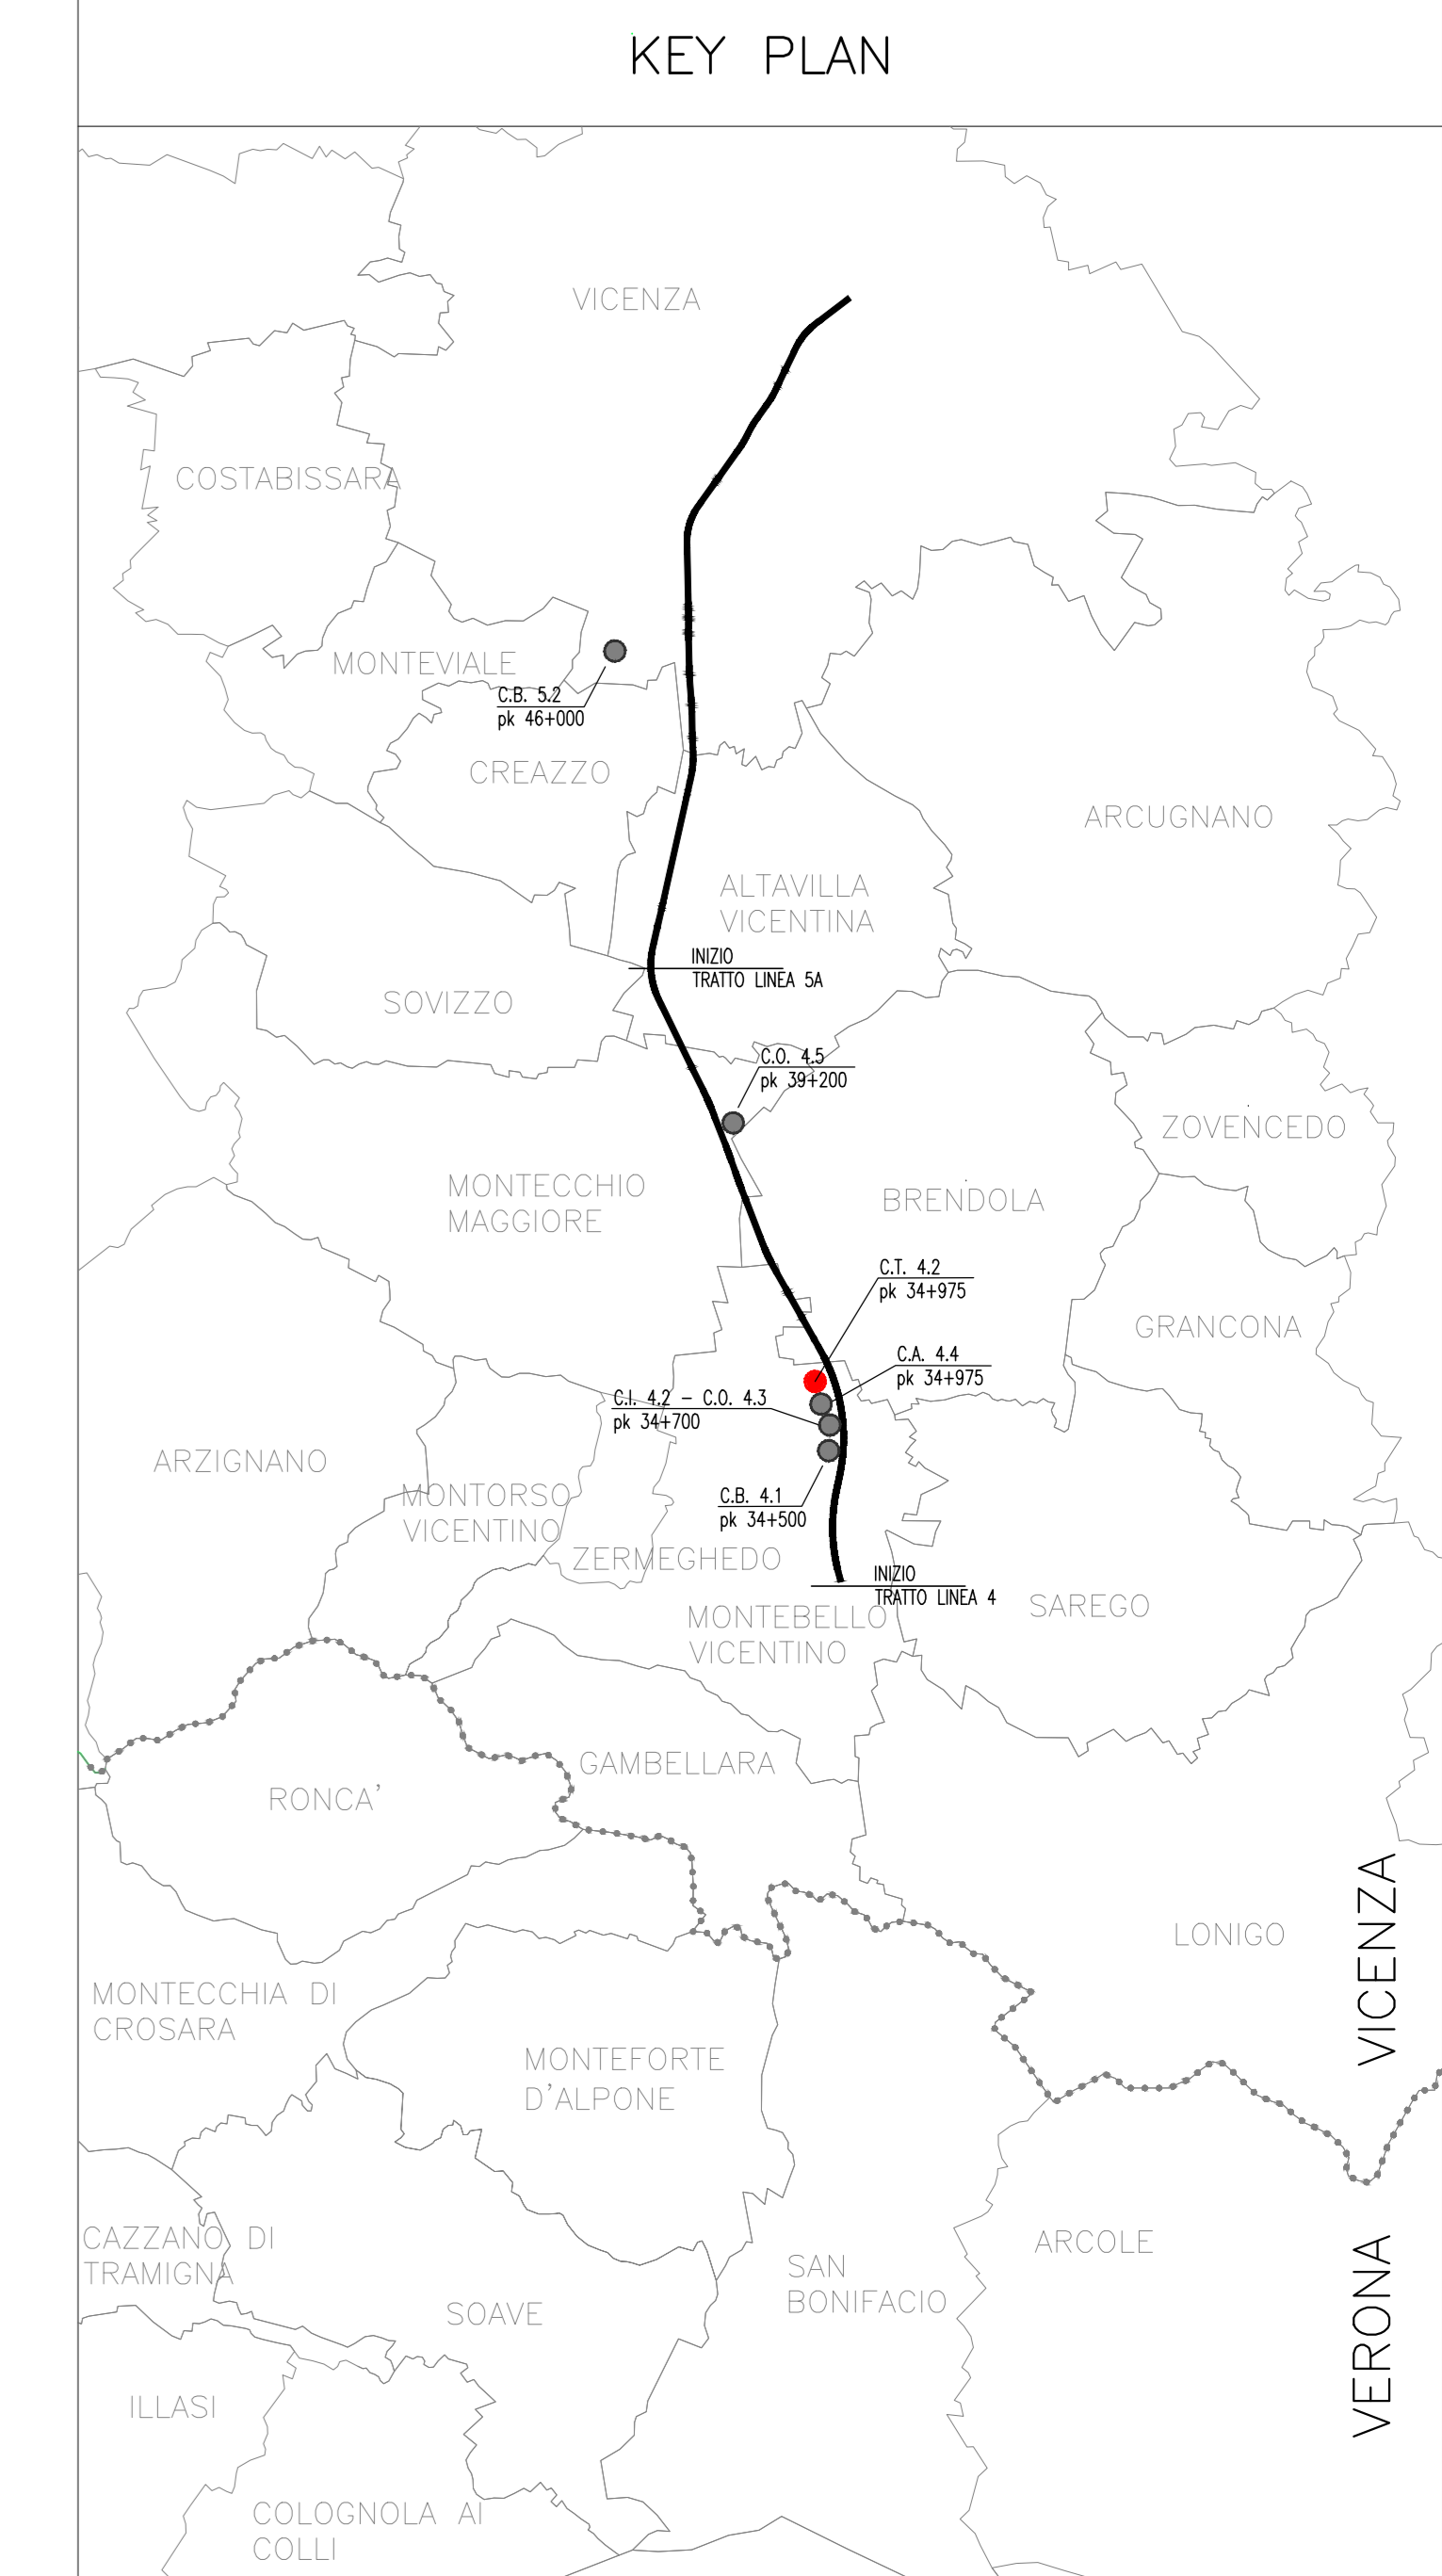 KEY PLAN
VICENZA
COSTABISSARA
MONTEVIALE
C.B. 5.2
pk 46+000
CREAZZO
ARCUGNANO
ALTAVILLA
VICENTINA
INIZIO
TRATTO LINEA 5A
SOVIZZO
C.O. 4.5
pk 39+200
ZOVENCEDO
MONTECCHIO
MAGGIORE
BRENDOLA
C.T. 4.2
pk 34+975
GRANCONA
C.A. 4.4
pk 34+975
C.I. 4.2 – C.O. 4.3
pk 34+700
ARZIGNANO
MONTORSO
VICENTINO
C.B. 4.1
pk 34+500
ZERMEGHEDO
INIZIO
TRATTO LINEA 4
MONTEBELLO
VICENTINO
SAREGO
GAMBELLARA
RONCA'
LONIGO
VICENZA
MONTECCHIA DI
CROSARA
MONTEFORTE
D'ALPONE
CAZZANO DI
TRAMIGNA
ARCOLE
SAN
BONIFACIO
VERONA
SOAVE
ILLASI
COLOGNOLA AI
COLLI